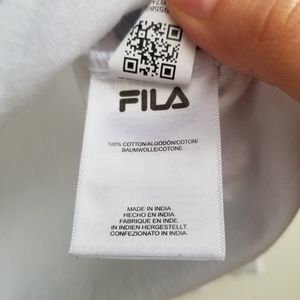 FILA
100% COTTON/ALGODÓN/COTON/
BAUMWOLLE/COTONE
MADE IN INDIA
HECHO EN INDIA.
FABRIQUE EN INDE.
IN INDIEN HERGESTELLT
CONFEZIONATO IN INDIA.